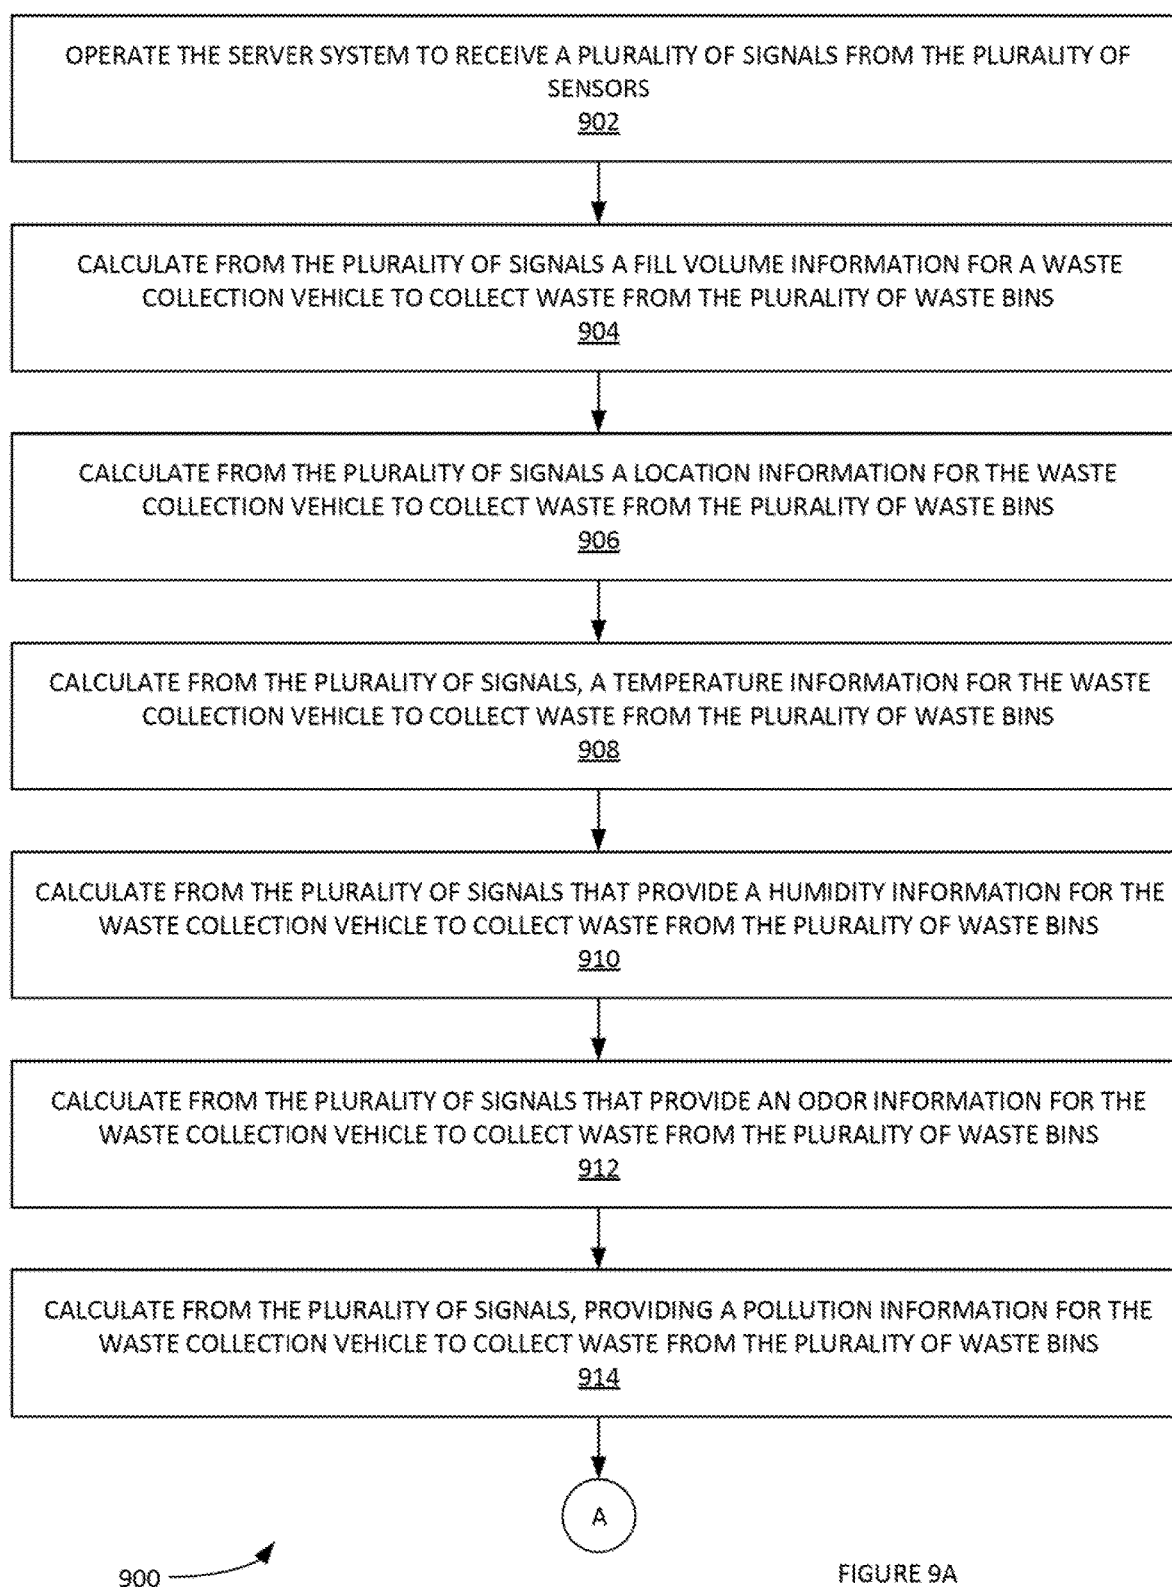 OPERATE THE SERVER SYSTEM TO RECEIVE A PLURALITY OF SIGNALS FROM THE PLURALITY OF
SENSORS
902
CALCULATE FROM THE PLURALITY OF SIGNALS A FILL VOLUME INFORMATION FOR A WASTE
COLLECTION VEHICLE TO COLLECT WASTE FROM THE PLURALITY OF WASTE BINS
904
CALCULATE FROM THE PLURALITY OF SIGNALS A LOCATION INFORMATION FOR THE WASTE
COLLECTION VEHICLE TO COLLECT WASTE FROM THE PLURALITY OF WASTE BINS
906
CALCULATE FROM THE PLURALITY OF SIGNALS, A TEMPERATURE INFORMATION FOR THE WASTE
COLLECTION VEHICLE TO COLLECT WASTE FROM THE PLURALITY OF WASTE BINS
908
CALCULATE FROM THE PLURALITY OF SIGNALS THAT PROVIDE A HUMIDITY INFORMATION FOR THE
WASTE COLLECTION VEHICLE TO COLLECT WASTE FROM THE PLURALITY OF WASTE BINS
910
CALCULATE FROM THE PLURALITY OF SIGNALS THAT PROVIDE AN ODOR INFORMATION FOR THE
WASTE COLLECTION VEHICLE TO COLLECT WASTE FROM THE PLURALITY OF WASTE BINS
912
CALCULATE FROM THE PLURALITY OF SIGNALS, PROVIDING A POLLUTION INFORMATION FOR THE
WASTE COLLECTION VEHICLE TO COLLECT WASTE FROM THE PLURALITY OF WASTE BINS
914
A
900
FIGURE 9A